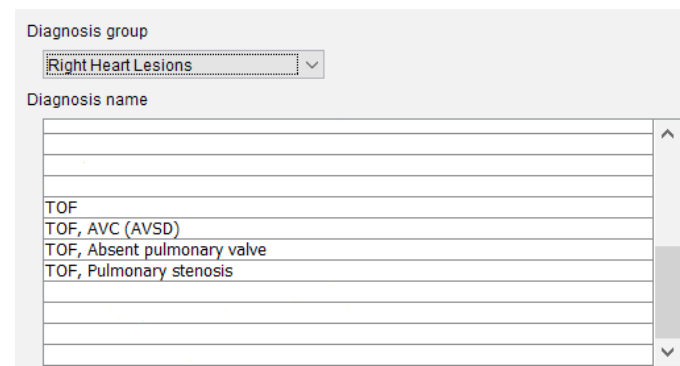 Diagnosis group
Right Heart Lesions
Diagnosis name
TOF
TOF, AVC (AVSD)
TOF, Absent pulmonary valve
TOF, Pulmonary stenosis